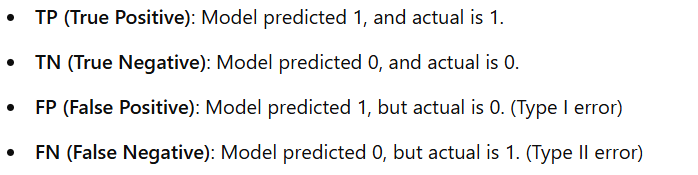 • TP (True Positive): Model predicted 1, and actual is 1.
• TN (True Negative): Model predicted 0, and actual is 0.
• FP (False Positive): Model predicted 1, but actual is 0. (Type I error)
• FN (False Negative): Model predicted 0, but actual is 1. (Type II error)